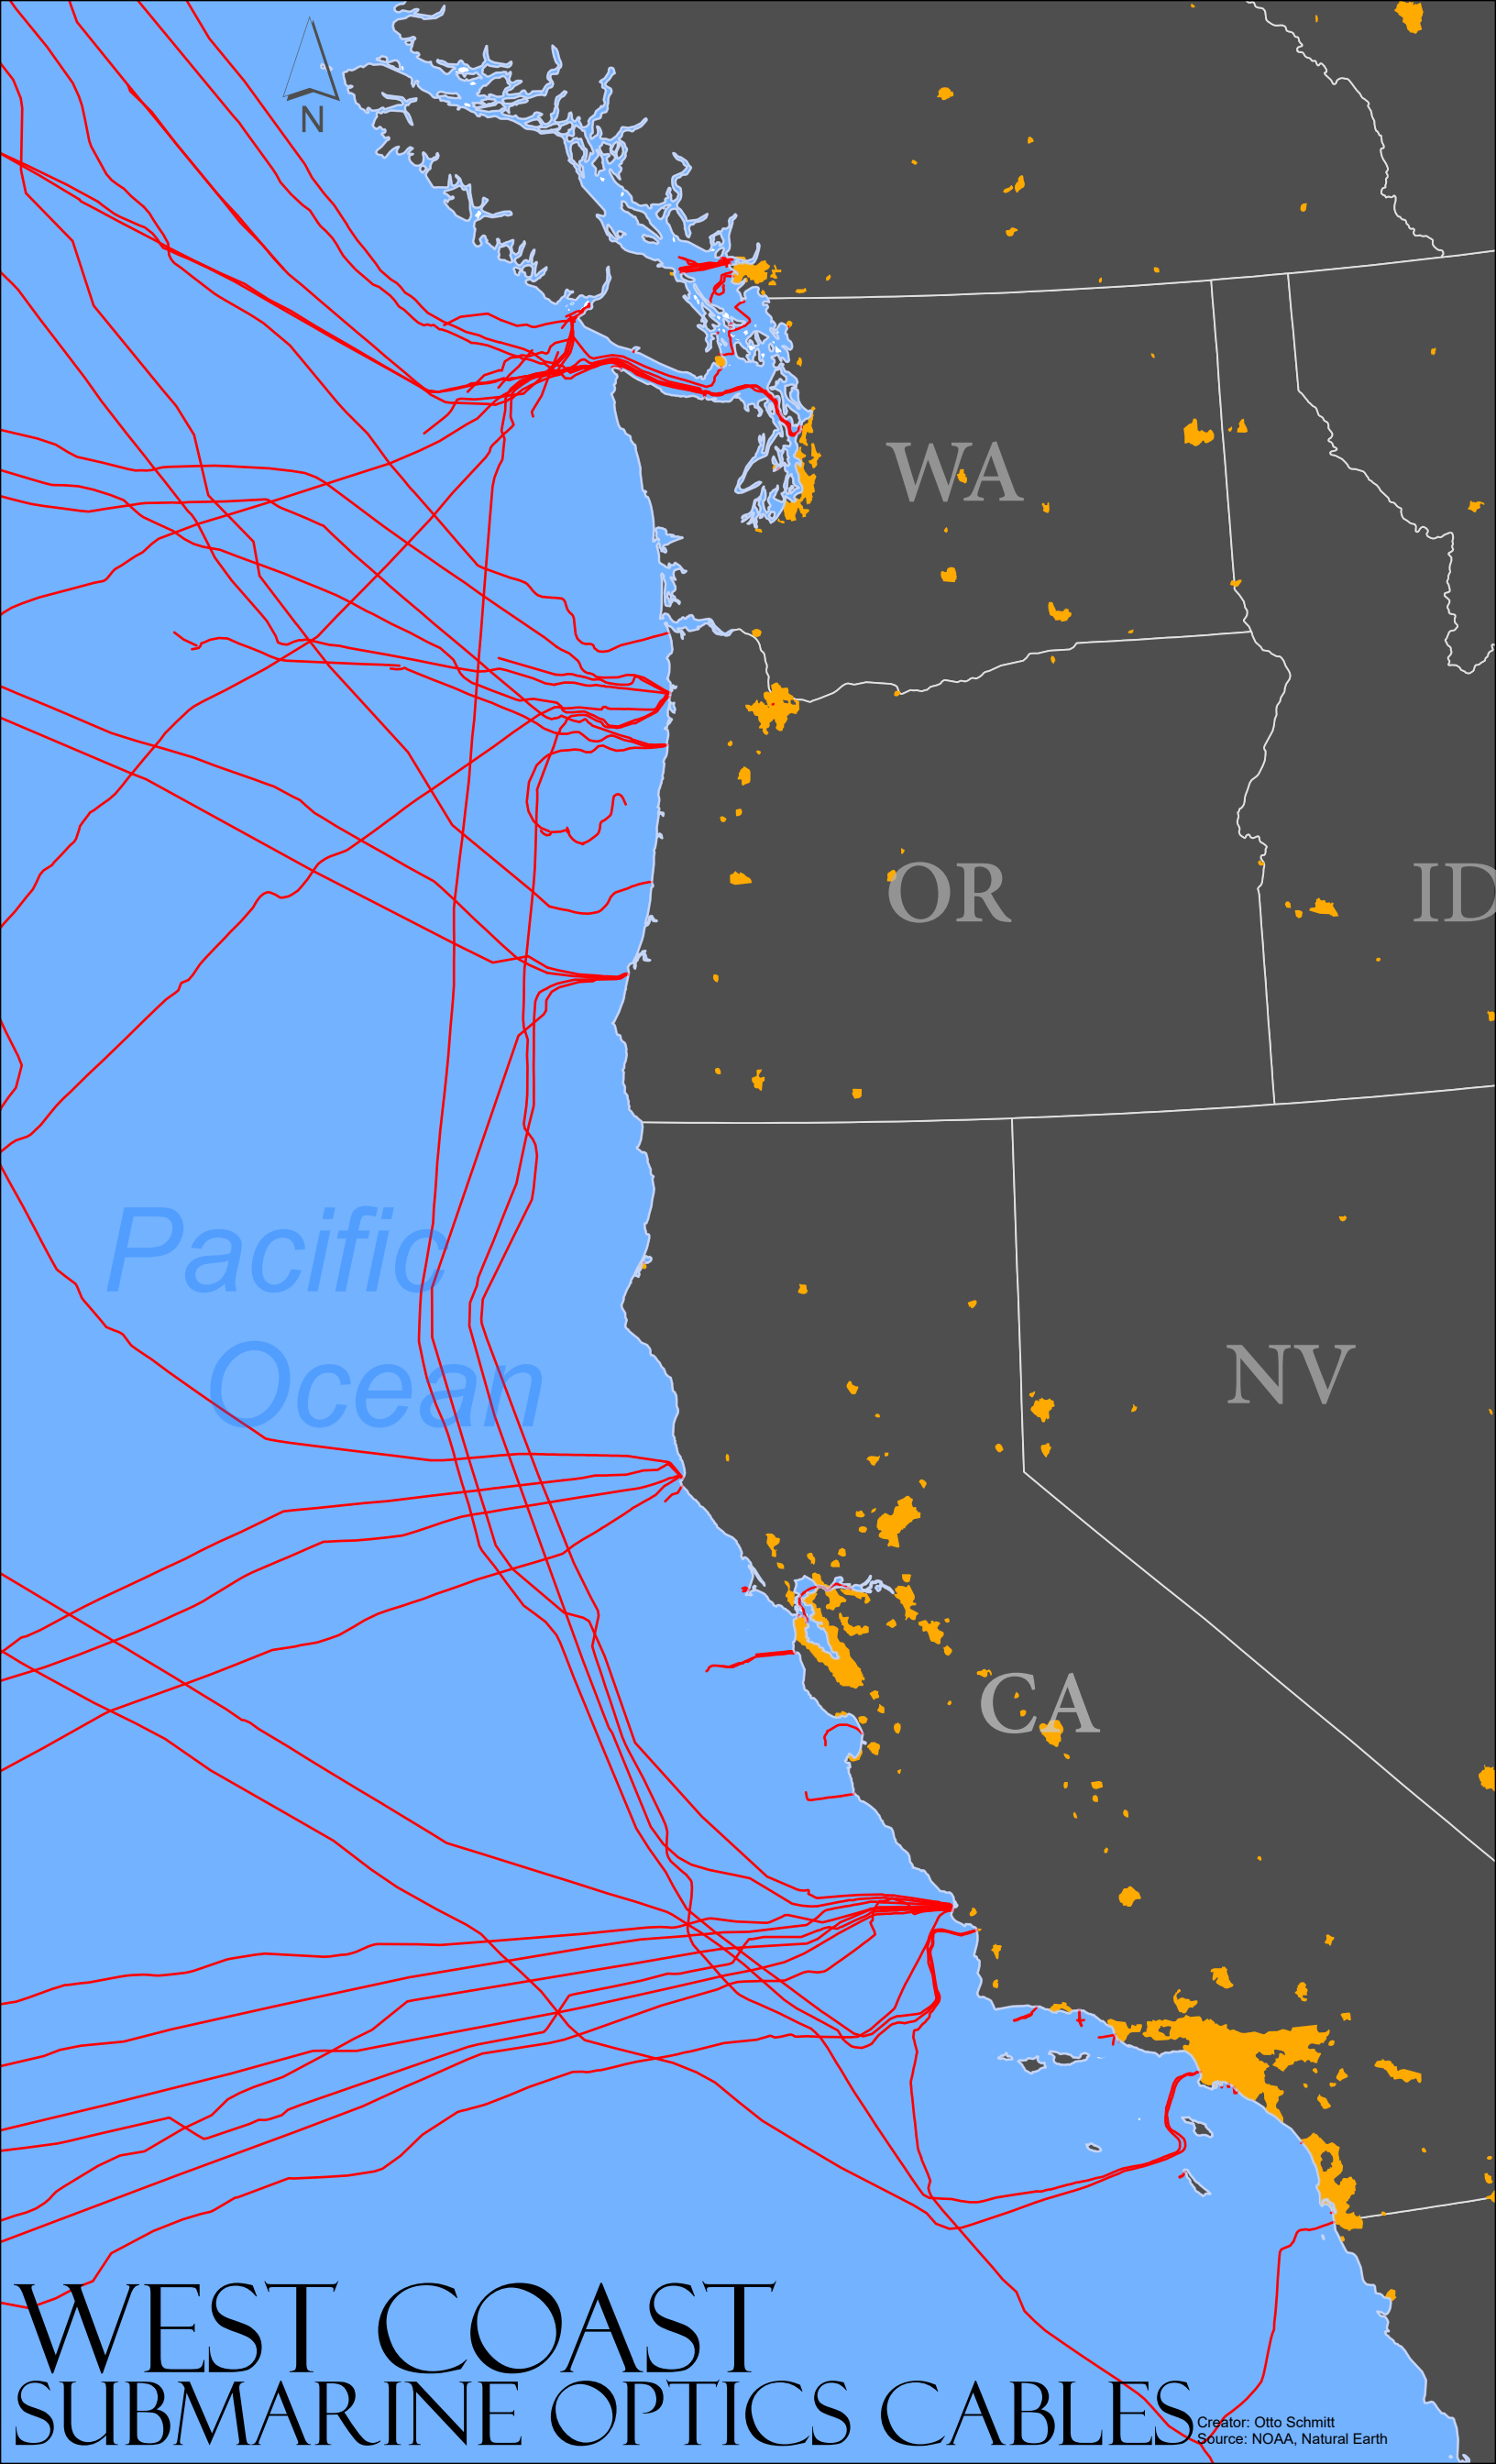 N
WA
OR
ID
Pacific
Ocean
NV
CA
WEST COAST
SUBMARINE OPTICS CABLES
Creator: Otto Schmitt
Source: NOAA, Natural Earth